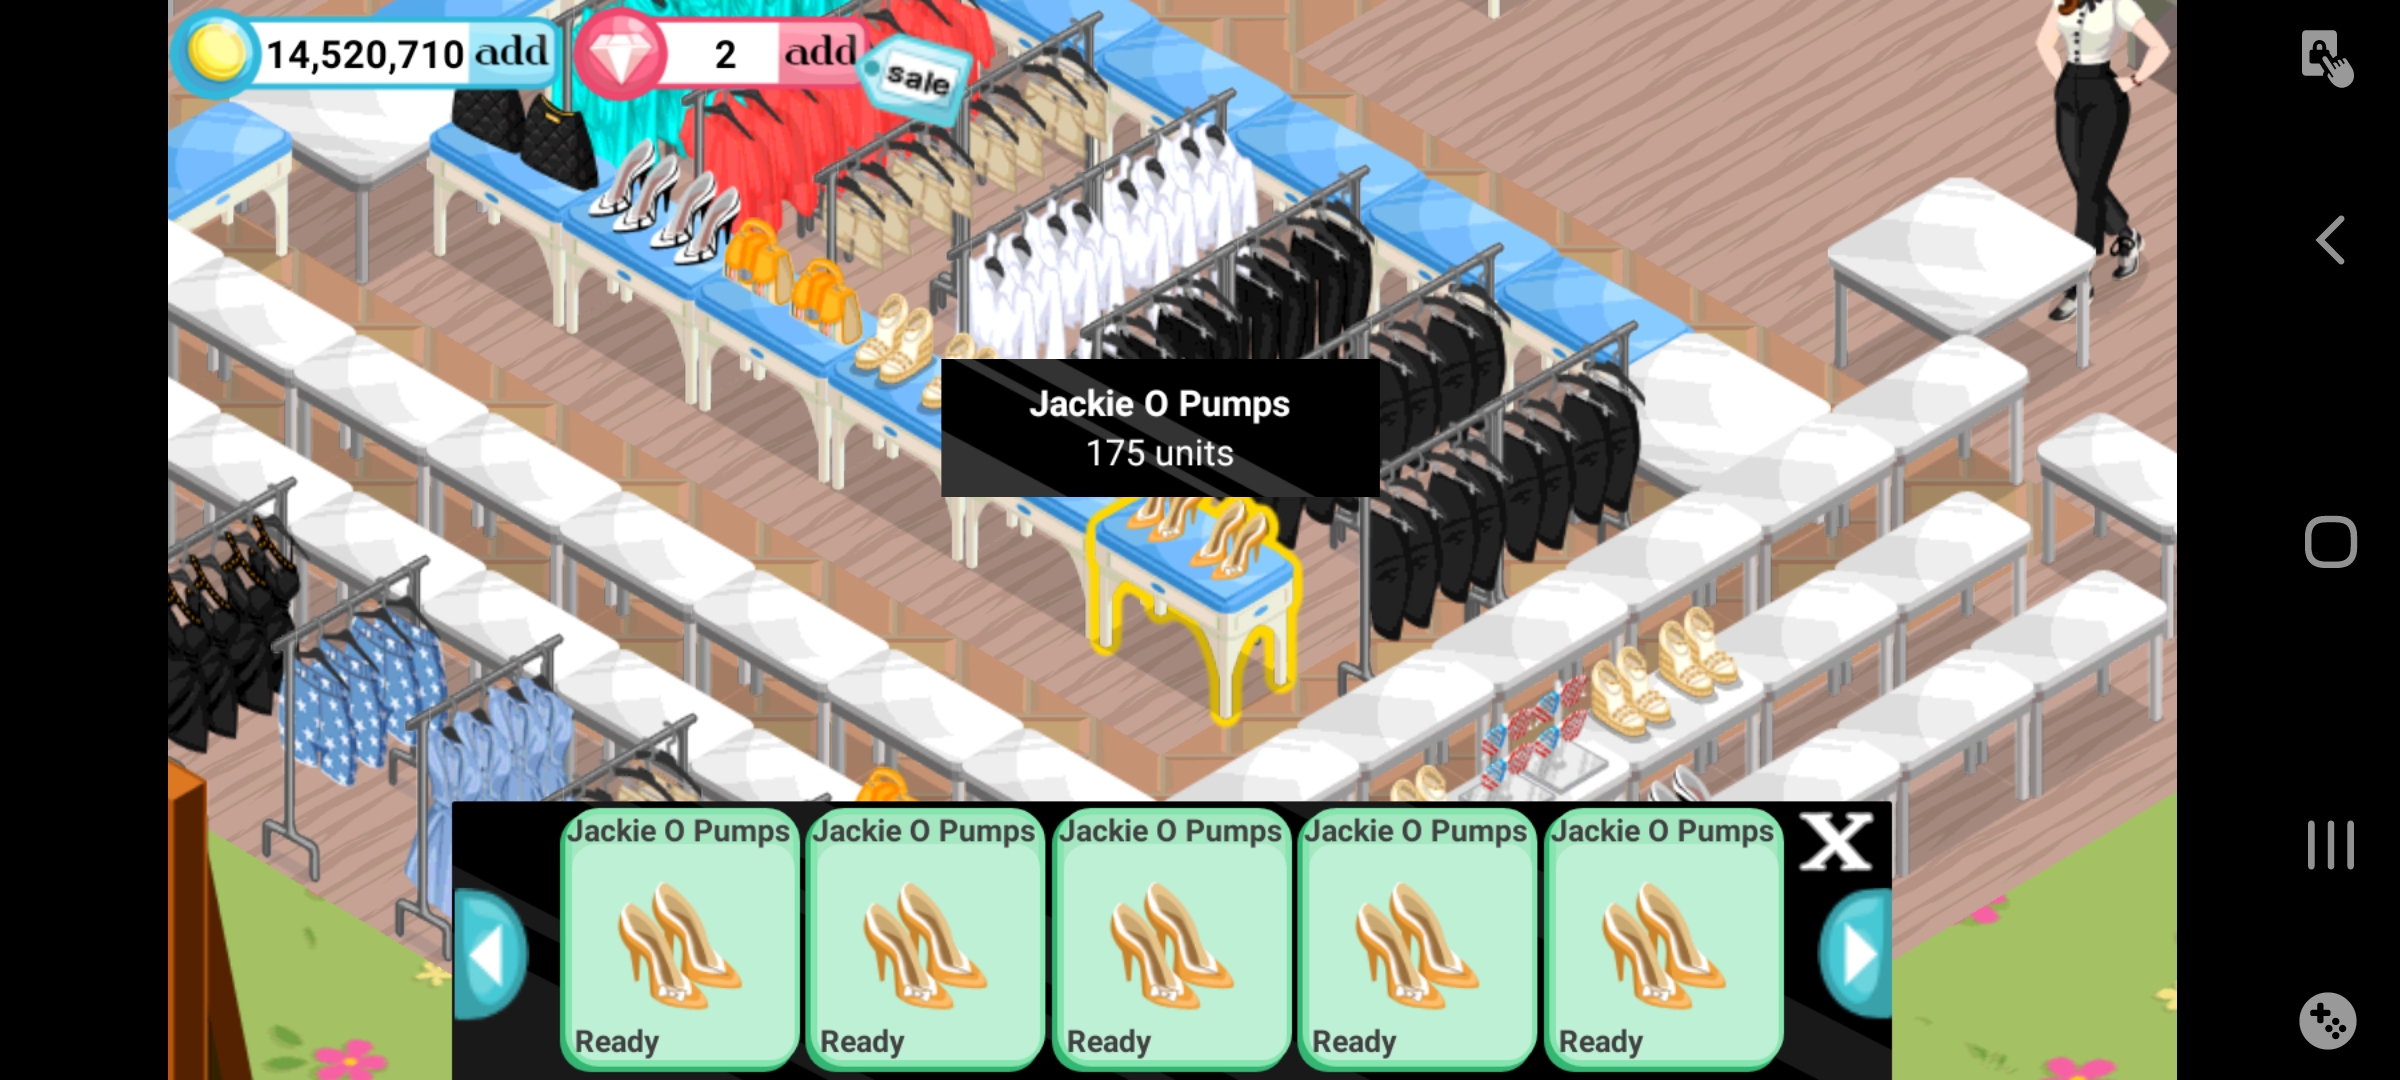 14,520,710 add
2 add
sale
Jackie O Pumps
175 units
Jackie O Pumps
Jackie O Pumps
Jackie O Pumps
Jackie O Pumps
Jackie O Pumps
X
Ready
Ready
Ready
Ready
Ready